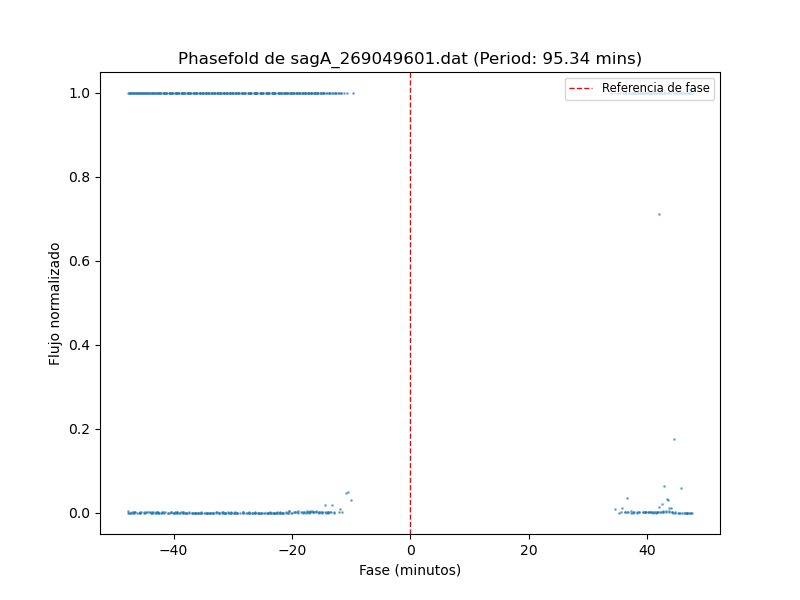 Phasefold de sagA_269049601.dat (Period: 95.34 mins)
Referencia de fase
1.0
0.8
0.6
0.4
0.2
0.0
Flujo normalizado
−40
−20
0
20
40
Fase (minutos)